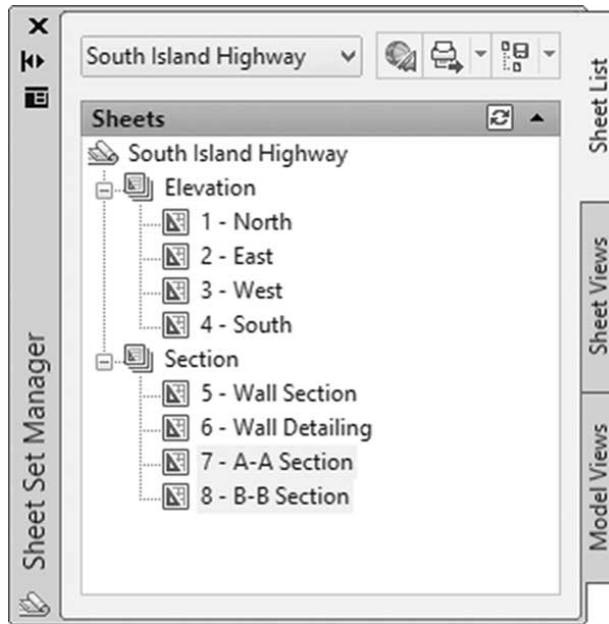 South Island Highway
Sheets
South Island Highway
Elevation
1 - North
2 - East
3 - West
4 - South
Section
5 - Wall Section
6 - Wall Detailing
7 - A-A Section
8 - B-B Section
Sheet Set Manager
Sheet List
Sheet Views
Model Views